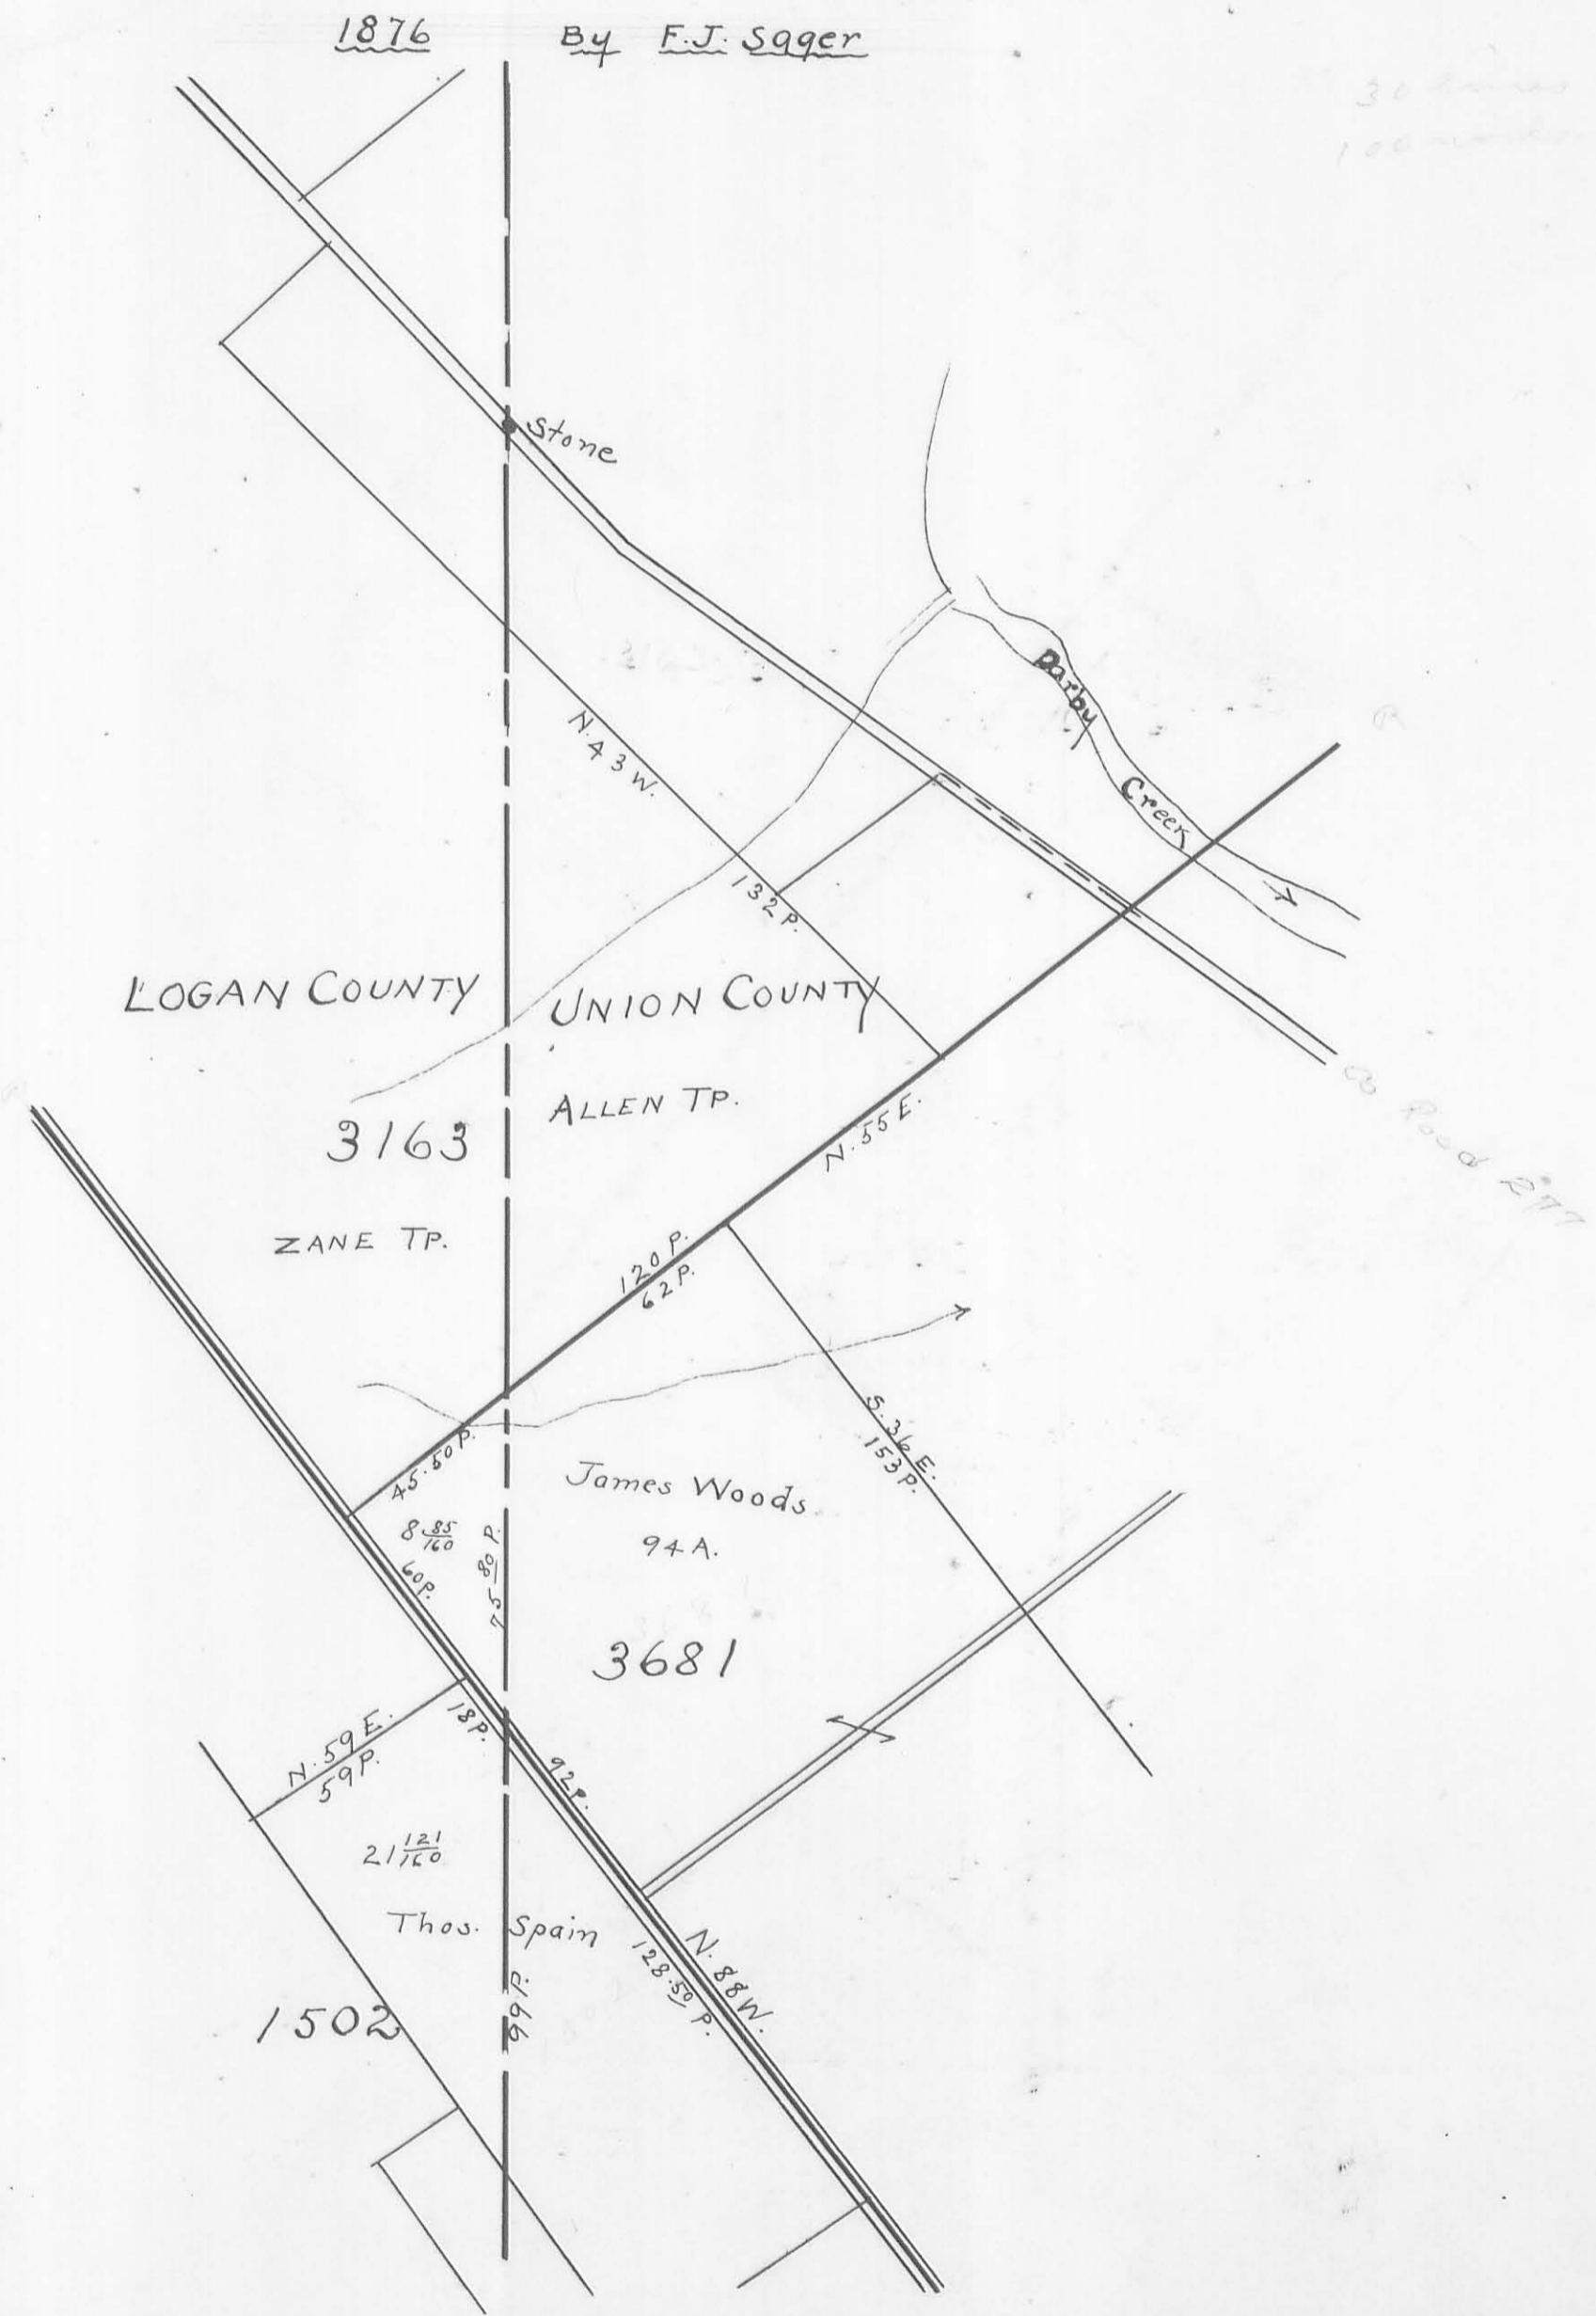 1876 By F.J. Sager
Stone
Darby
Creek
N. 43 W.
132 P.
LOGAN COUNTY
UNION COUNTY
ALLEN TP.
3163
ZANE TP.
N. 55 E.
120 P.
62 P.
Co Road 277
45.50 P.
S. 36 E.
153 P.
James Woods
94 A.
8 85/160
60 P.
75 80 P.
3681
18 P.
N. 59 E.
59 P.
92 P.
21 121/160
Thos. Spain
N. 88 W.
128.50 P.
99 P.
1502